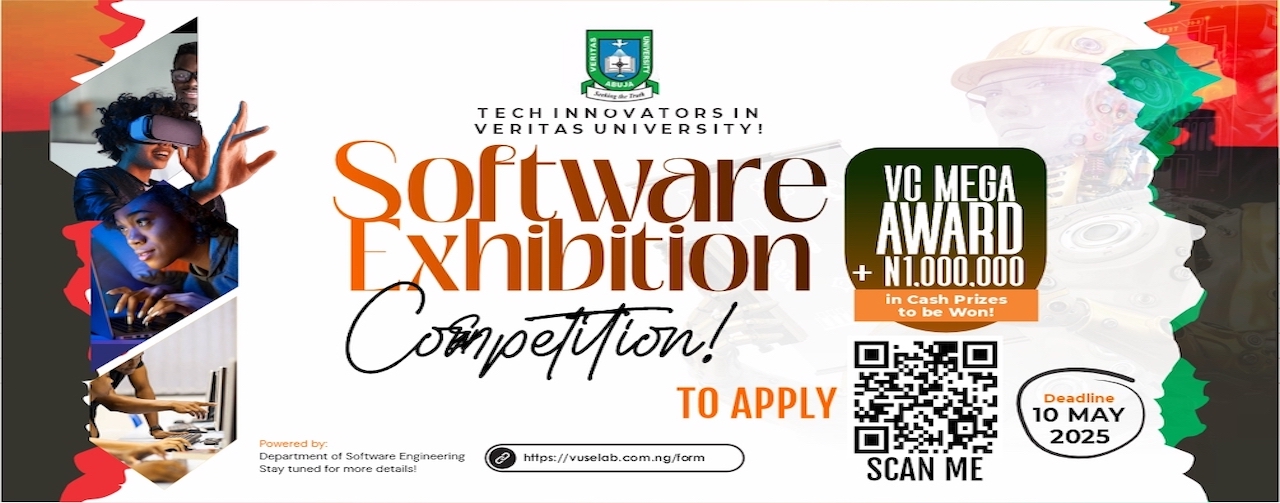 VERITAS
UNIVERSITY
ABUJA
Seeking the Truth
TECH INNOVATORS IN
VERITAS UNIVERSITY!
Software
Exhibition
Competition!
VC MEGA
AWARD
+ N1,000,000
in Cash Prizes
to be Won!
TO APPLY
SCAN ME
Deadline
10 MAY
2025
Powered by:
Department of Software Engineering
Stay tuned for more details!
https://vuselab.com.ng/form